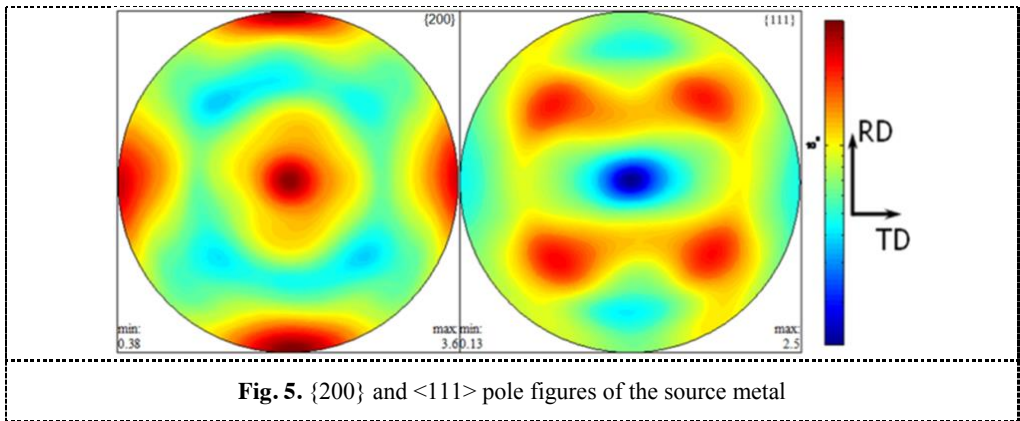 {200}
{111}
RD
TD
min:
0.38
max:
3.6
min:
0.13
max:
2.5
Fig. 5. {200} and <111> pole figures of the source metal